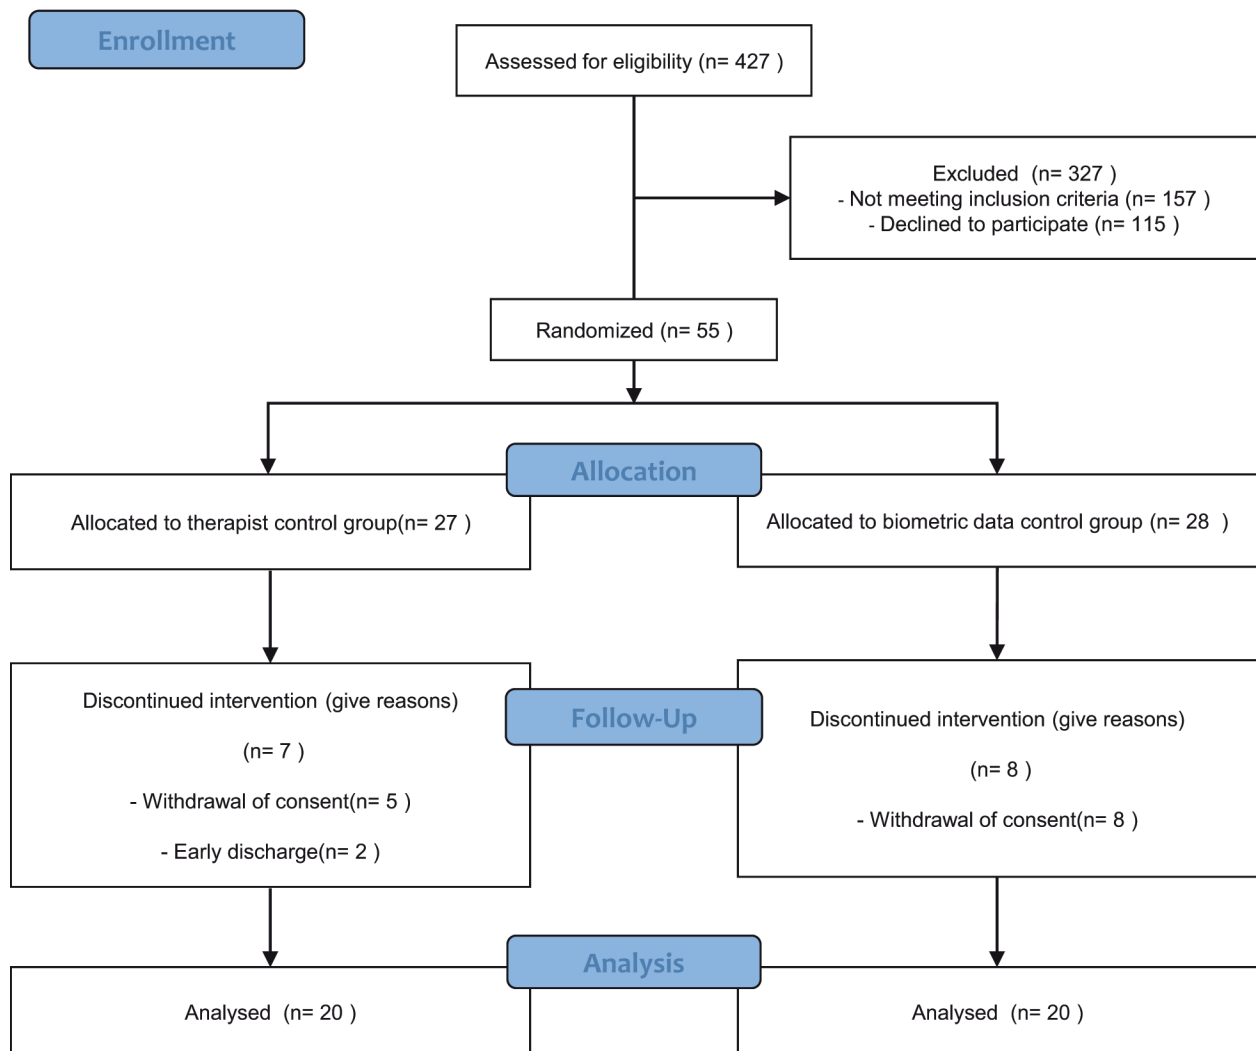 Enrollment
Assessed for eligibility (n= 427 )
Excluded (n= 327 )
- Not meeting inclusion criteria (n= 157 )
- Declined to participate (n= 115 )
Randomized (n= 55 )
Allocation
Allocated to therapist control group(n= 27 )
Allocated to biometric data control group (n= 28 )
Follow-Up
Discontinued intervention (give reasons)
(n= 7 )
- Withdrawal of consent(n= 5 )
- Early discharge(n= 2 )
Discontinued intervention (give reasons)
(n= 8 )
- Withdrawal of consent(n= 8 )
Analysis
Analysed (n= 20 )
Analysed (n= 20 )